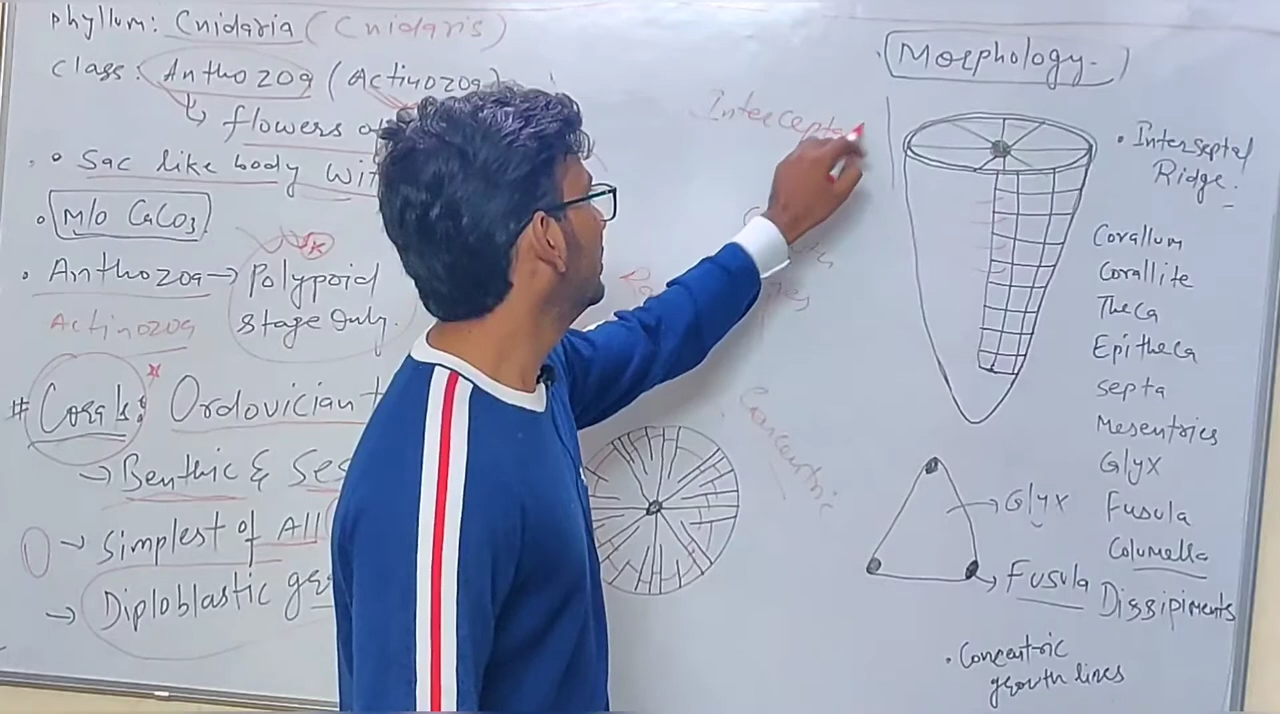 Phyllum: Cnidaria (Cnidaris)
Class: Anthozoa (Actinozoa)
flowers
Sac like body
M/o CaCO3
Anthozoa → Polypoid
stage Only.
Actinozoa
# Corals: Ordovician
→ Benthic &
→ Simplest of All
→ Diploblastic
Concentric
Morphology
• Interseptal
Ridge.
Corallum
Corallite
Theca
Epitheca
Septa
Mesentries
Glyx
Fusula
Columella
Dissipiments
→ Glyx
→ Fusula
• Concentric
growth lines